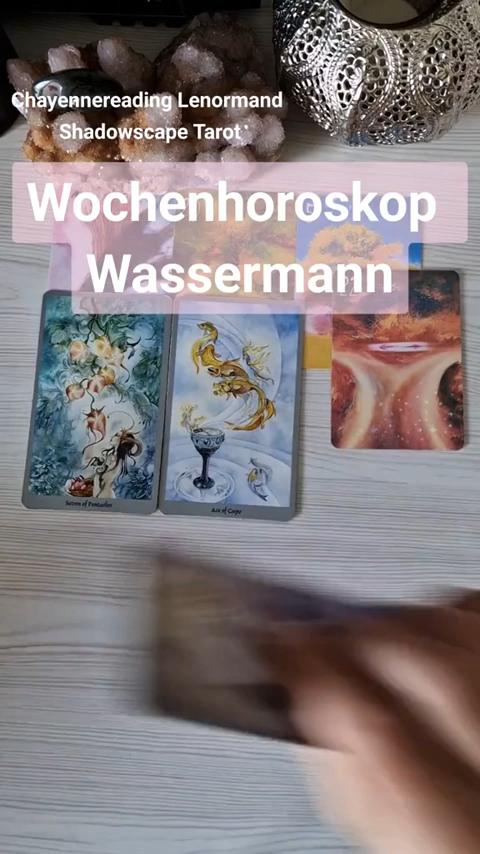 Chayennereading Lenormand
Shadowscape Tarot
Wochenhoroskop
Wassermann
Seven of Pentacles
Ace of Cups